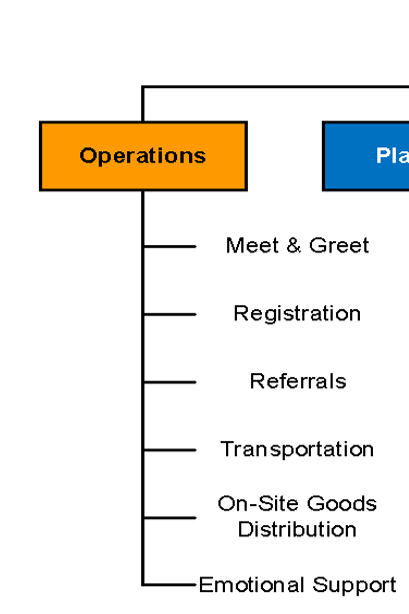 Operations
Meet & Greet
Registration
Referrals
Transportation
On-Site Goods
Distribution
Emotional Support